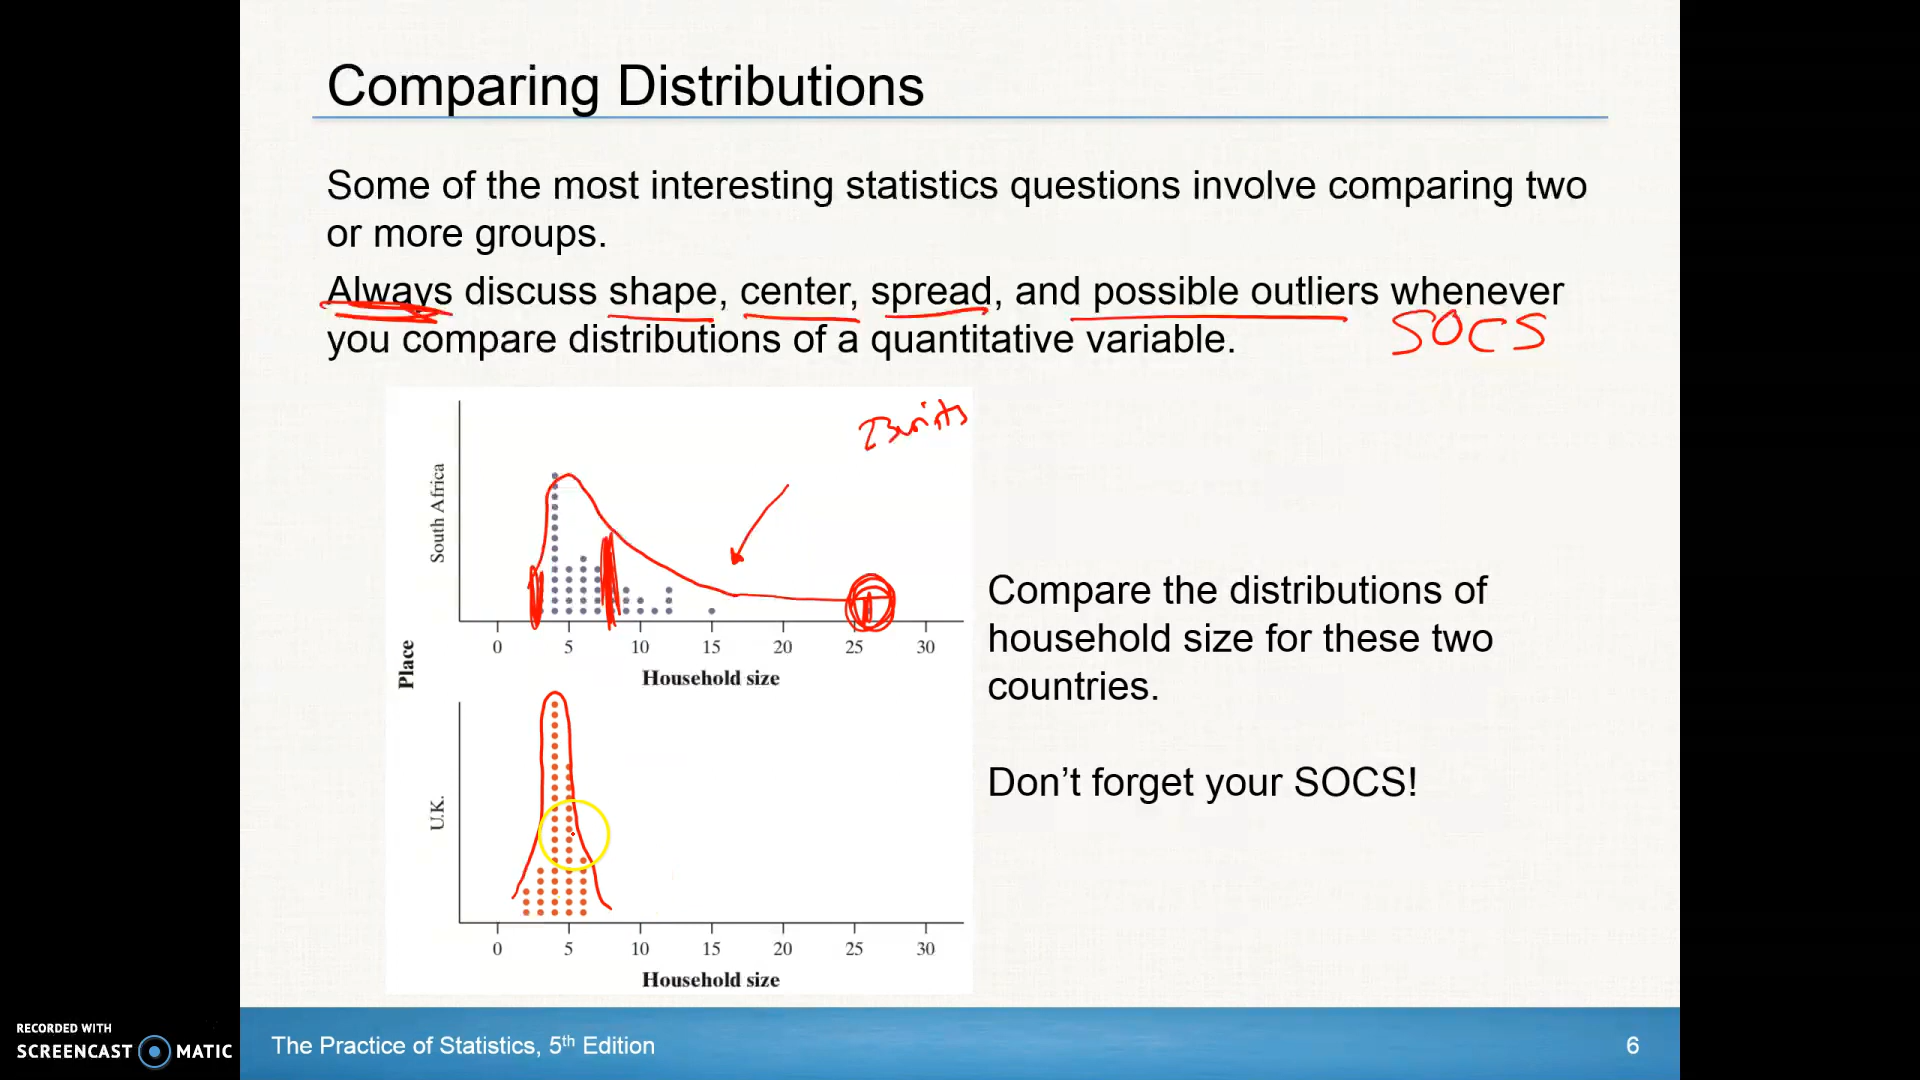 Comparing Distributions
Some of the most interesting statistics questions involve comparing two
or more groups.
Always discuss shape, center, spread, and possible outliers whenever
you compare distributions of a quantitative variable.
SOCS
23 units
South Africa
0 5 10 15 20 25 30
Household size
Place
U.K.
0 5 10 15 20 25 30
Household size
Compare the distributions of
household size for these two
countries.
Don’t forget your SOCS!
RECORDED WITH
SCREENCAST MATIC
The Practice of Statistics, 5th Edition
6